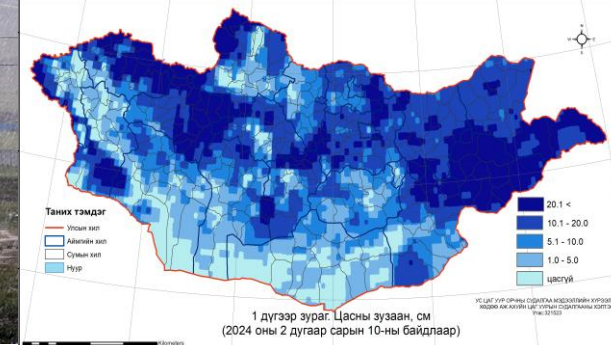 Таних тэмдэг
Улсын хил
Аймгийн хил
Сумын хил
Нуур
20.1 <
10.1 - 20.0
5.1 - 10.0
1.0 - 5.0
цасгүй
Kilometers
1 дүгээр зураг. Цасны зузаан, см
(2024 оны 2 дугаар сарын 10-ны байдлаар)